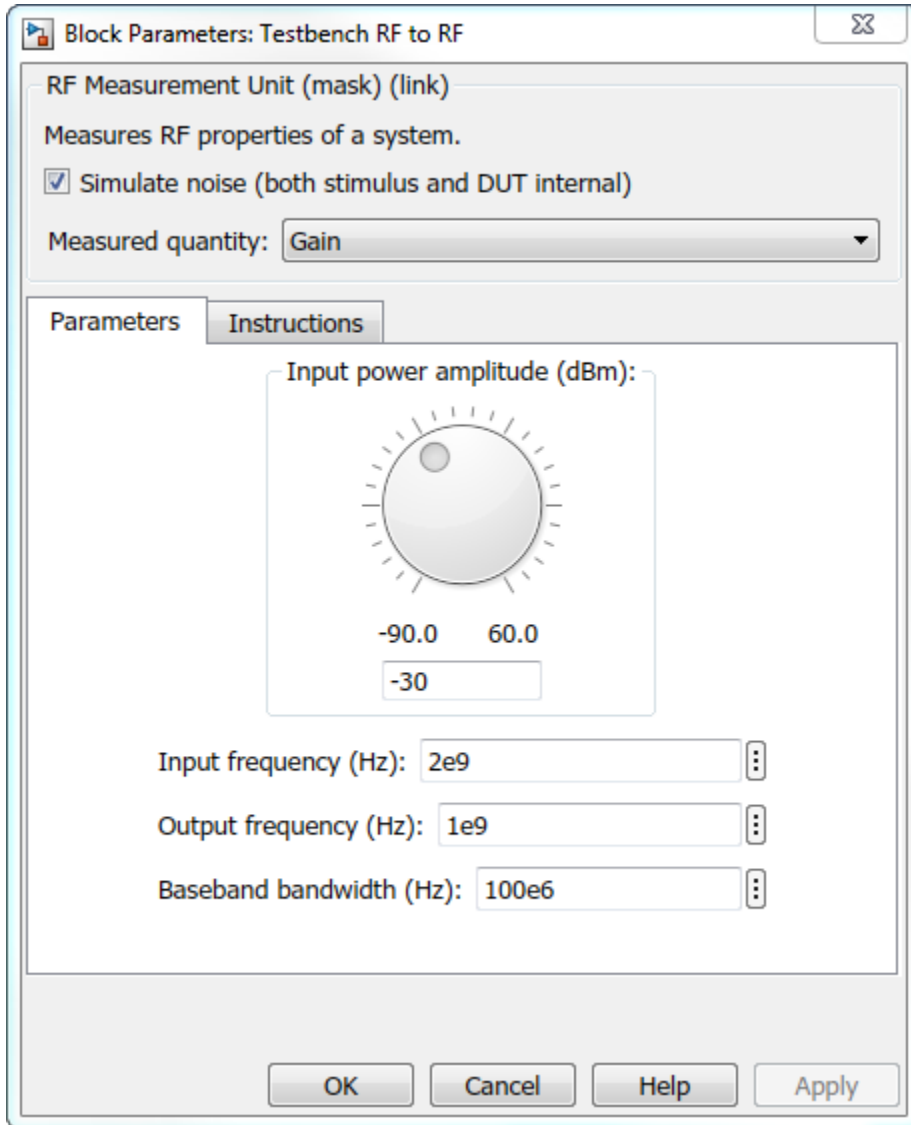 Block Parameters: Testbench RF to RF
RF Measurement Unit (mask) (link)
Measures RF properties of a system.
Simulate noise (both stimulus and DUT internal)
Measured quantity: Gain
Parameters Instructions
Input power amplitude (dBm):
-90.0 60.0
-30
Input frequency (Hz): 2e9
Output frequency (Hz): 1e9
Baseband bandwidth (Hz): 100e6
OK Cancel Help Apply